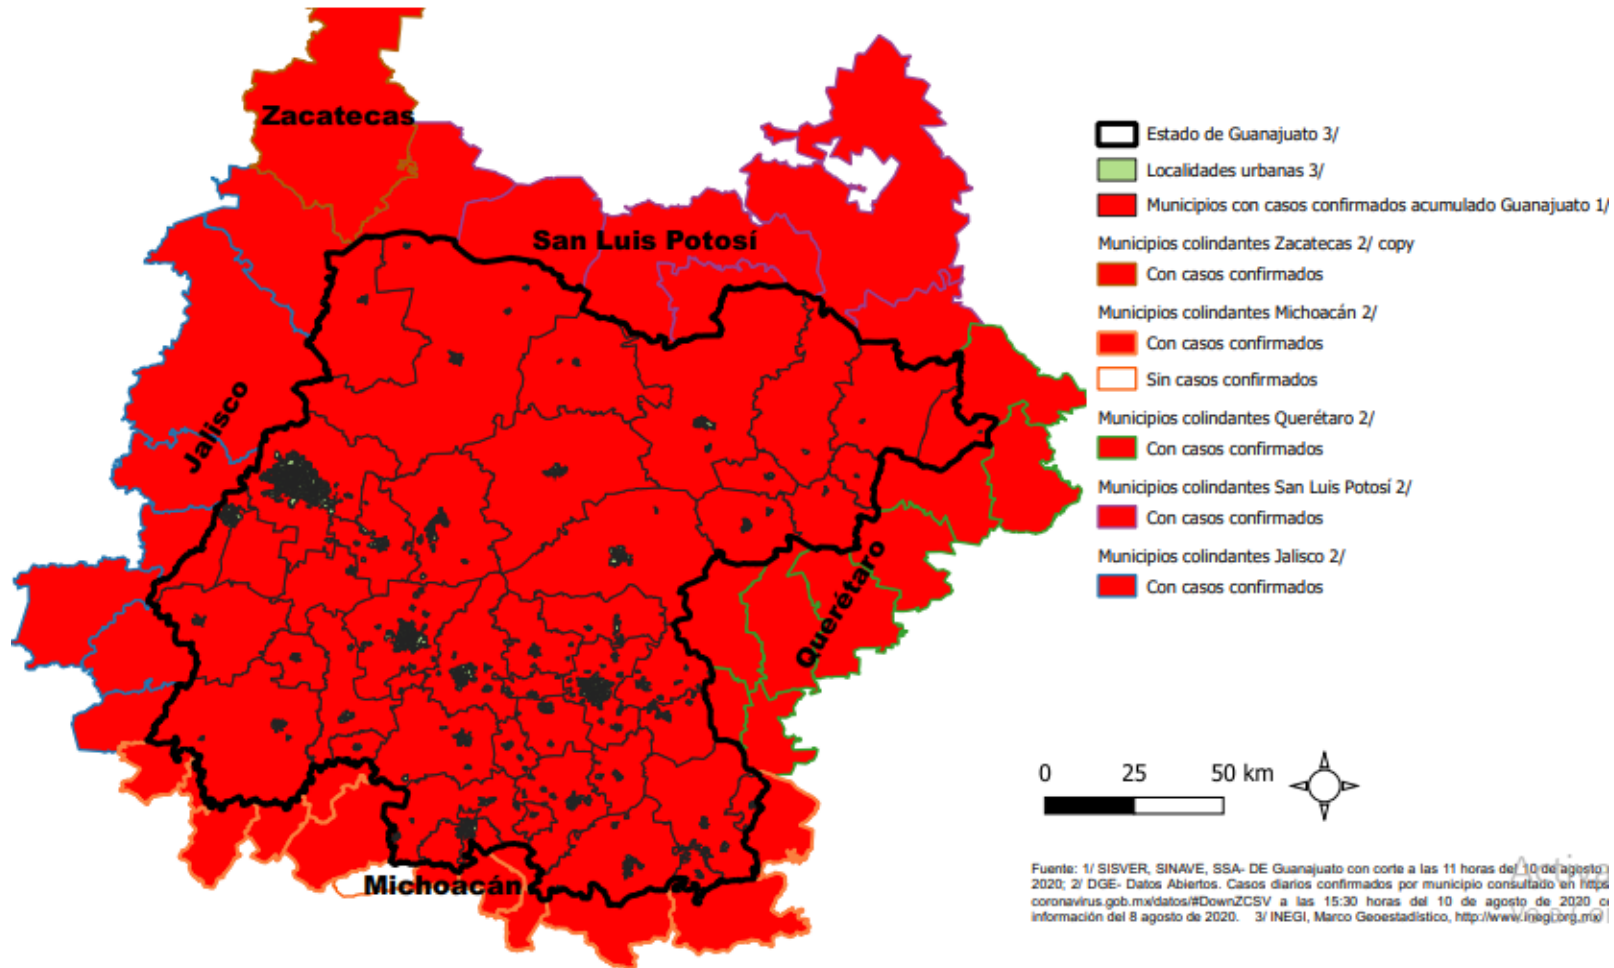 Zacatecas
San Luis Potosí
Jalisco
Querétaro
Michoacán
Estado de Guanajuato 3/
Localidades urbanas 3/
Municipios con casos confirmados acumulado Guanajuato 1/
Municipios colindantes Zacatecas 2/ copy
Con casos confirmados
Municipios colindantes Michoacán 2/
Con casos confirmados
Sin casos confirmados
Municipios colindantes Querétaro 2/
Con casos confirmados
Municipios colindantes San Luis Potosí 2/
Con casos confirmados
Municipios colindantes Jalisco 2/
Con casos confirmados
0 25 50 km
Fuente: 1/ SISVER, SINAVE, SSA- DE Guanajuato con corte a las 11 horas del 10 de agosto
2020; 2/ DGE- Datos Abiertos. Casos diarios confirmados por municipio consultado en https
coronavirus.gob.mx/datos/#DownZCSV a las 15:30 horas del 10 de agosto de 2020 co
información del 8 agosto de 2020. 3/ INEGI, Marco Geoestadístico, http://www.inegi.org.mx